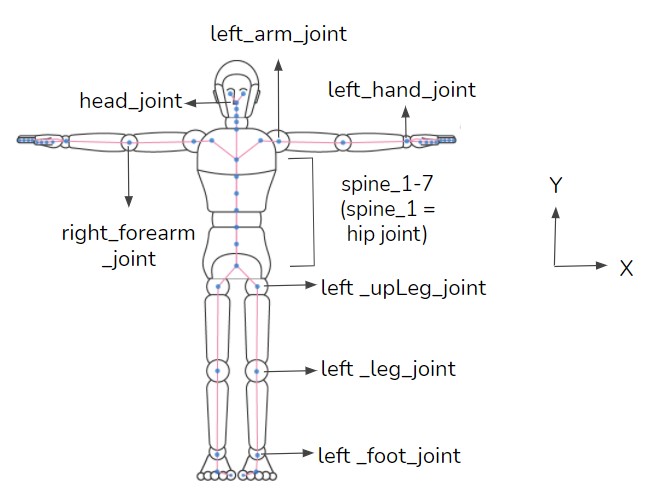 left_arm_joint
head_joint
left_hand_joint
spine_1-7
(spine_1 =
hip joint)
right_forearm
_joint
Y
X
left _upLeg_joint
left _leg_joint
left _foot_joint